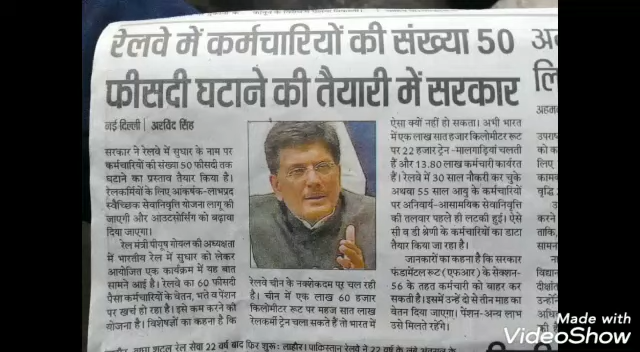 रेलवे में कर्मचारियों की संख्या 50
फीसदी घटाने की तैयारी में सरकार
नई दिल्ली | अरविंद सिंह
सरकार ने रेलवे में सुधार के नाम पर
कर्मचारियों की संख्या 50 फीसदी तक
घटाने का प्रस्ताव तैयार किया है।
रेलकर्मियों के लिए आकर्षक-लाभप्रद
स्वैच्छिक सेवानिवृत्ति योजना लागू की
जाएगी और आउटसोर्सिंग को बढ़ावा
दिया जाएगा।
रेल मंत्री पीयूष गोयल की अध्यक्षता
में भारतीय रेल में सुधार को लेकर
आयोजित एक कार्यक्रम में यह बात
सामने आई है। रेलवे का 60 फीसदी
पैसा कर्मचारियों के वेतन, भत्ते व पेंशन
पर खर्च हो रहा है। इसे कम करने की
योजना है। विशेषज्ञों का कहना है कि
रेलवे चीन के नक्शेकदम पर चल रही
है। चीन में एक लाख 60 हजार
किलोमीटर रूट पर महज सात लाख
रेलकर्मी ट्रेन चला सकते हैं तो भारत में
ऐसा क्यों नहीं हो सकता। अभी भारत
में एक लाख सात हजार किलोमीटर रूट
पर 22 हजार ट्रेन -मालगाड़ियां चलती
हैं और 13.80 लाख कर्मचारी कार्यरत
हैं। रेलवे में 30 साल नौकरी कर चुके
अथवा 55 साल आयु के कर्मचारियों
पर अनिवार्य-आसामयिक सेवानिवृत्ति
की तलवार पहले ही लटकी हुई। ऐसे
सी व डी श्रेणी के कर्मचारियों का डाटा
तैयार किया जा रहा है।
जानकारों का कहना है कि सरकार
फंडामेंटल रूट (एफआर) के सेक्शन-
56 के तहत कर्मचारी को बाहर कर
सकती है। इसमें उन्हें दो से तीन माह का
वेतन दिया जाएगा। पेंशन-अन्य लाभ
उसे मिलते रहेंगे।
Made with
VideoShow